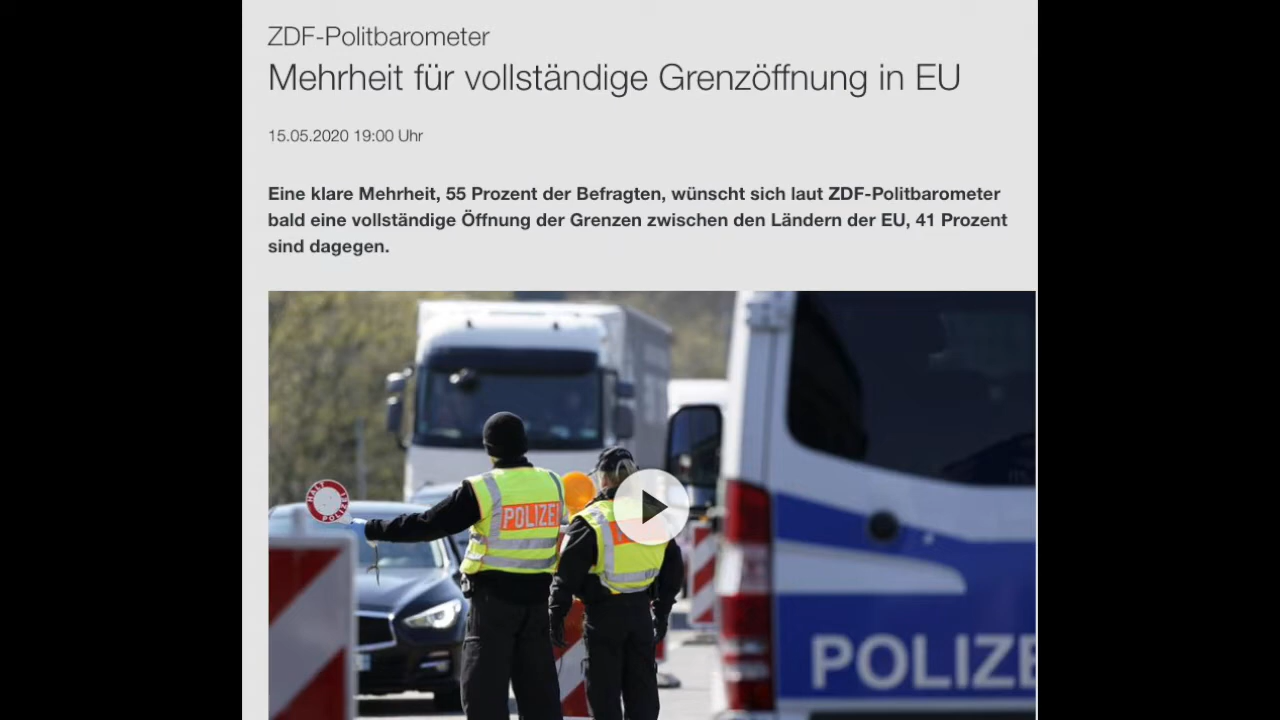 ZDF-Politbarometer
Mehrheit für vollständige Grenzöffnung in EU
15.05.2020 19:00 Uhr
Eine klare Mehrheit, 55 Prozent der Befragten, wünscht sich laut ZDF-Politbarometer
bald eine vollständige Öffnung der Grenzen zwischen den Ländern der EU, 41 Prozent
sind dagegen.
HALT
POLIZEI
POLIZEI
POLIZE